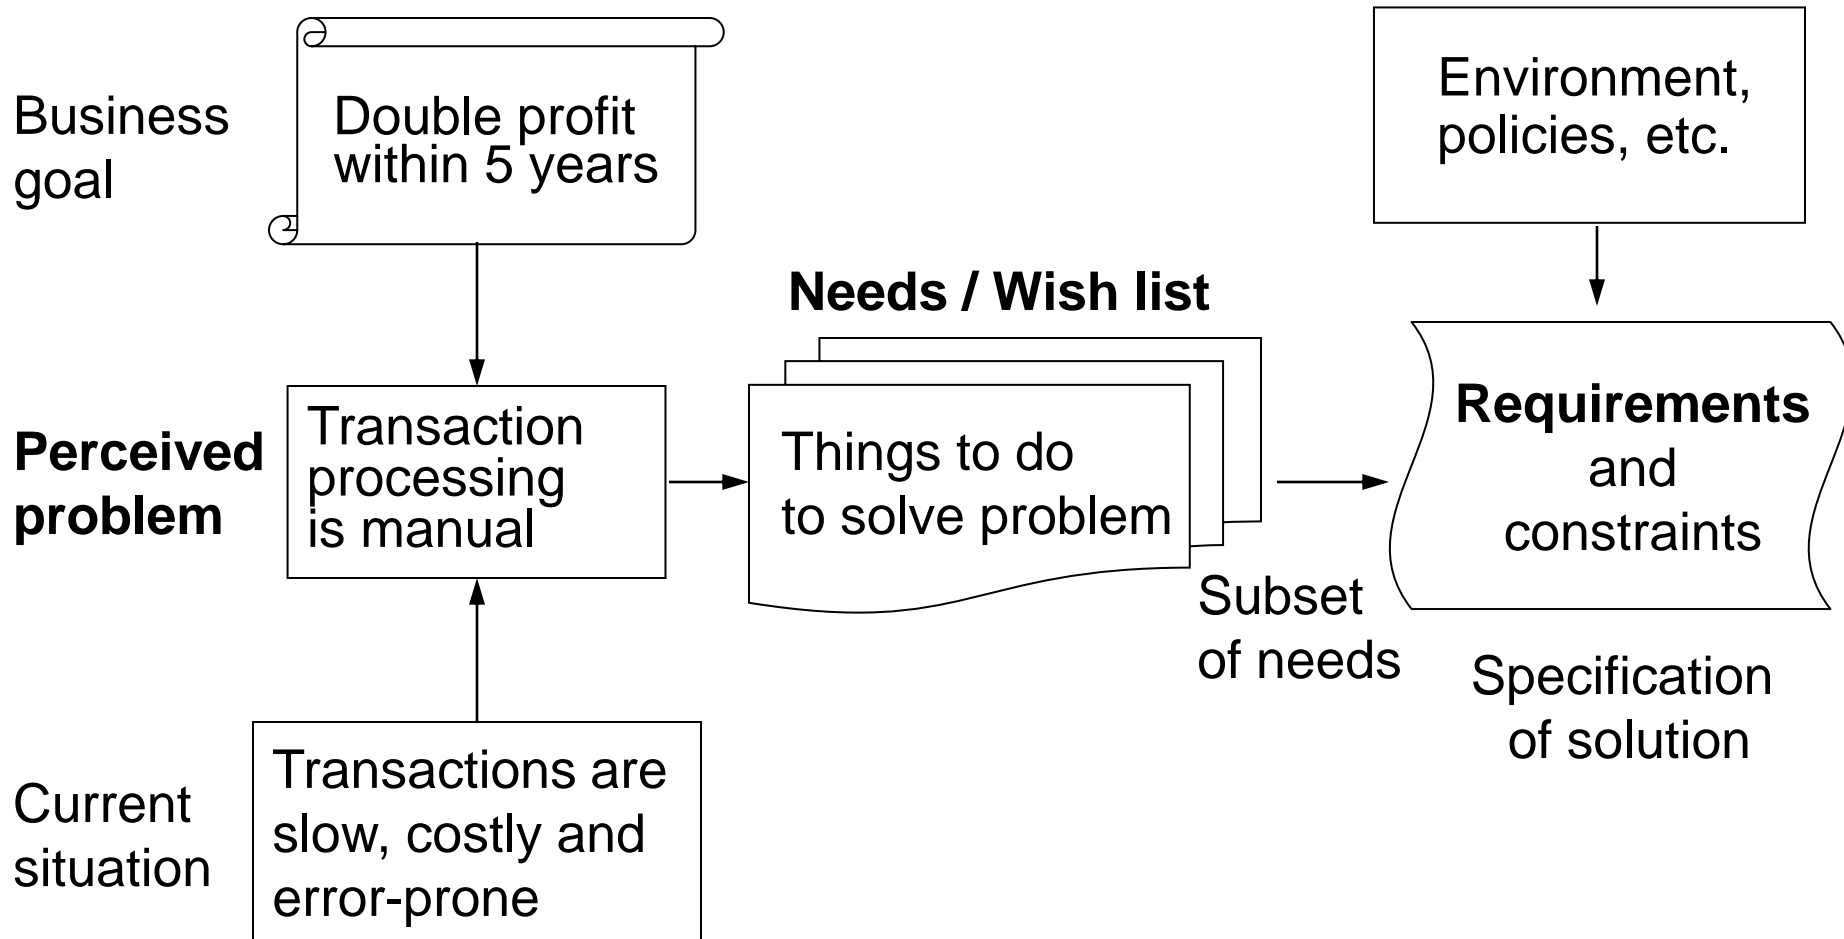 Business
goal
Double profit
within 5 years
Environment,
policies, etc.
Needs / Wish list
Perceived
problem
Transaction
processing
is manual
Things to do
to solve problem
Requirements
and
constraints
Subset
of needs
Specification
of solution
Current
situation
Transactions are
slow, costly and
error-prone